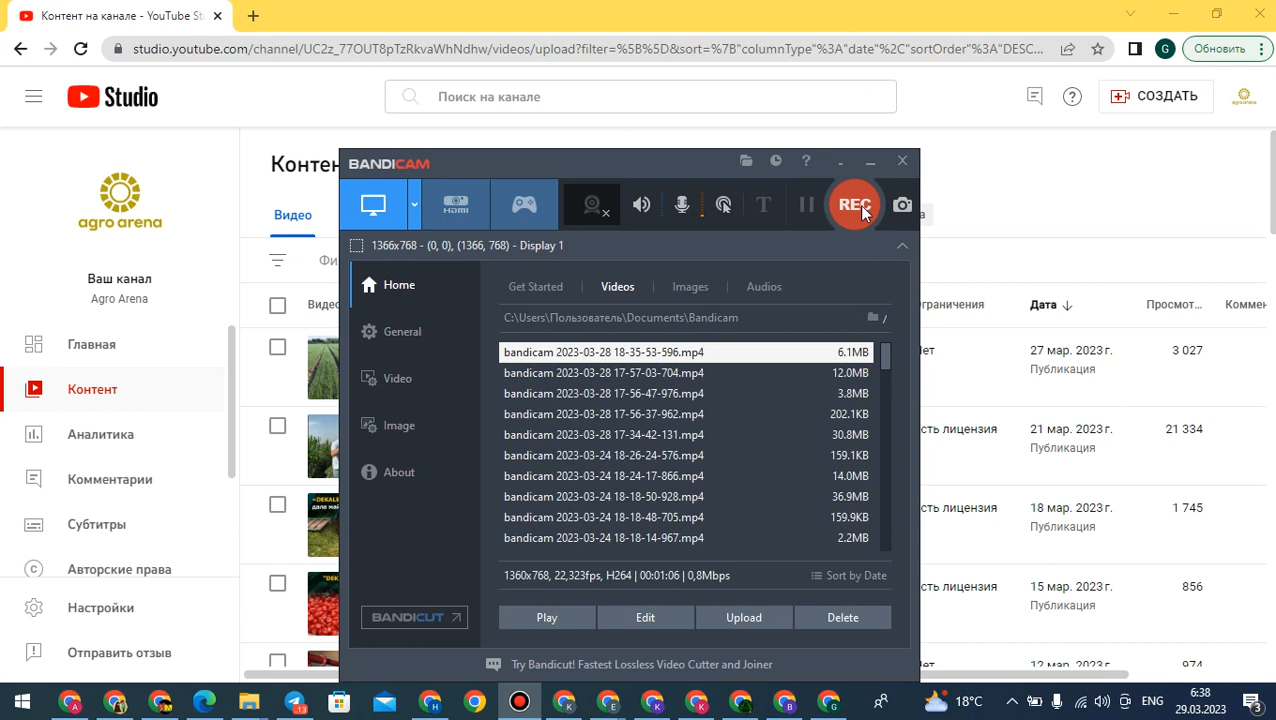 Контент на канале - YouTube St
studio.youtube.com/channel/UC2z_77OUT8pTzRkvaWhNdhw/videos/upload?filter=%5B%5D&sort=%7B"columnType"%3A"date"%2C"sortOrder"%3A"DESC...
G
Обновить
Studio
Поиск на канале
СОЗДАТЬ
agro arena
agro arena
Ваш канал
Agro Arena
Главная
Контент
Аналитика
Комментарии
Субтитры
Авторские права
Настройки
Отправить отзыв
Видео
BANDICAM
HDMI
T
REC
1366x768 - (0, 0), (1366, 768) - Display 1
Home
General
Video
Image
About
BANDICUT
Get Started
Videos
Images
Audios
C:\Users\Пользователь\Documents\Bandicam
bandicam 2023-03-28 18-35-53-596.mp4 6.1MB
bandicam 2023-03-28 17-57-03-704.mp4 12.0MB
bandicam 2023-03-28 17-56-47-976.mp4 3.8MB
bandicam 2023-03-28 17-56-37-962.mp4 202.1KB
bandicam 2023-03-28 17-34-42-131.mp4 30.8MB
bandicam 2023-03-24 18-26-24-576.mp4 159.1KB
bandicam 2023-03-24 18-24-17-866.mp4 14.0MB
bandicam 2023-03-24 18-18-50-928.mp4 36.9MB
bandicam 2023-03-24 18-18-48-705.mp4 159.9KB
bandicam 2023-03-24 18-18-14-967.mp4 2.2MB
1360x768, 22,323fps, H264 | 00:01:06 | 0,8Mbps
Sort by Date
Play
Edit
Upload
Delete
Try Bandicut! Fastest Lossless Video Cutter and Joiner
Дата
Просмот...
27 мар. 2023 г.
Публикация
3 027
лицензия
21 мар. 2023 г.
Публикация
21 334
лицензия
18 мар. 2023 г.
Публикация
1 745
лицензия
15 мар. 2023 г.
Публикация
856
12 мар. 2023 г.
974
18°C
ENG
6:38
29.03.2023